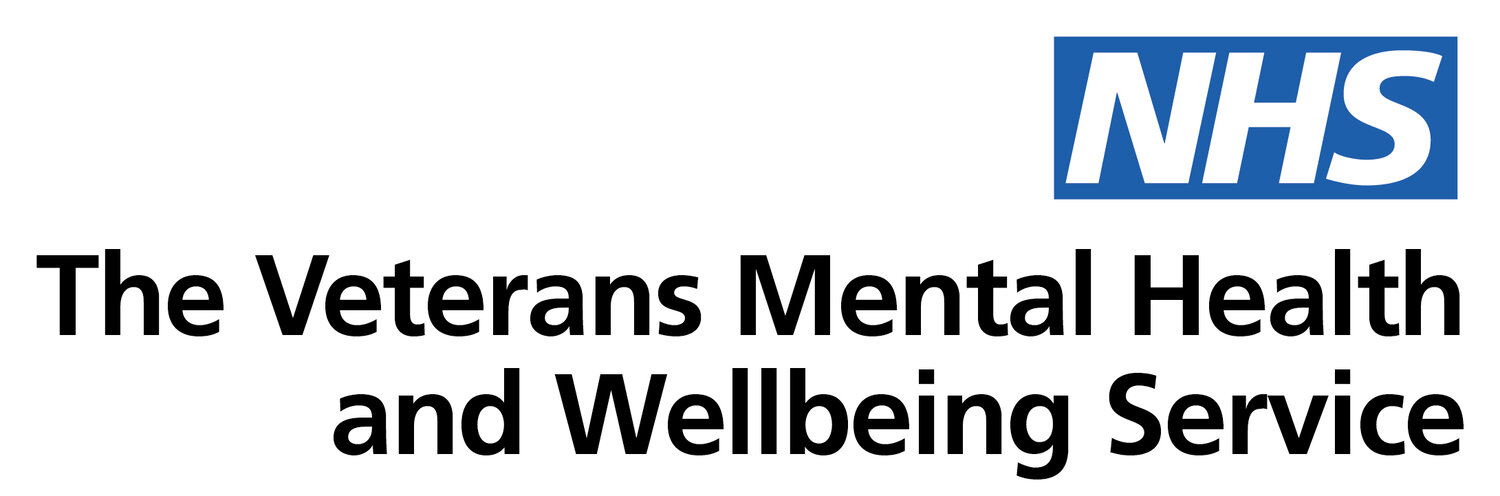 NHS
The Veterans Mental Health
and Wellbeing Service